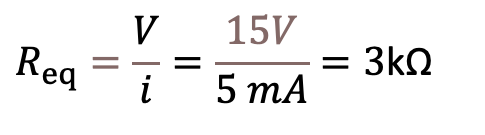 R_eq = V/i = 15V/5 mA = 3kΩ